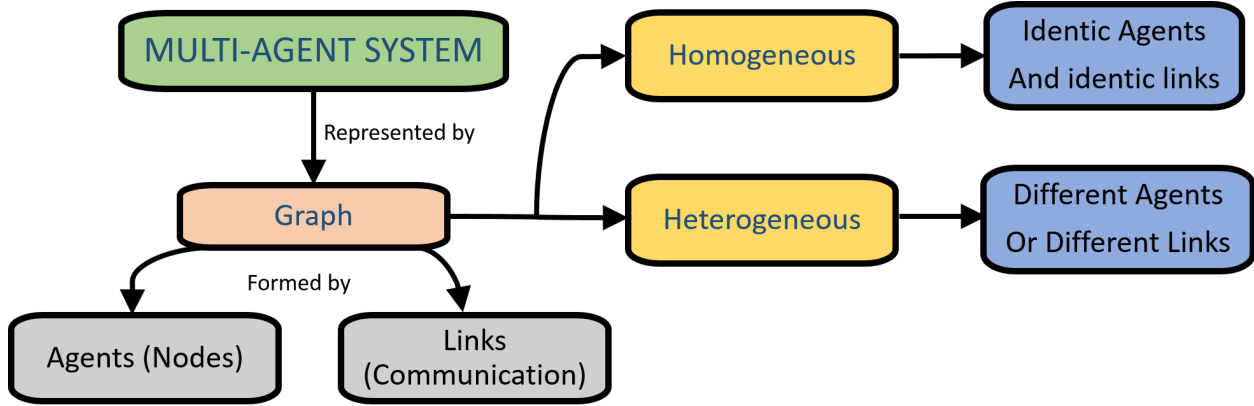 MULTI-AGENT SYSTEM
Represented by
Graph
Formed by
Agents (Nodes)
Links
(Communication)
Homogeneous
Identic Agents
And identic links
Heterogeneous
Different Agents
Or Different Links